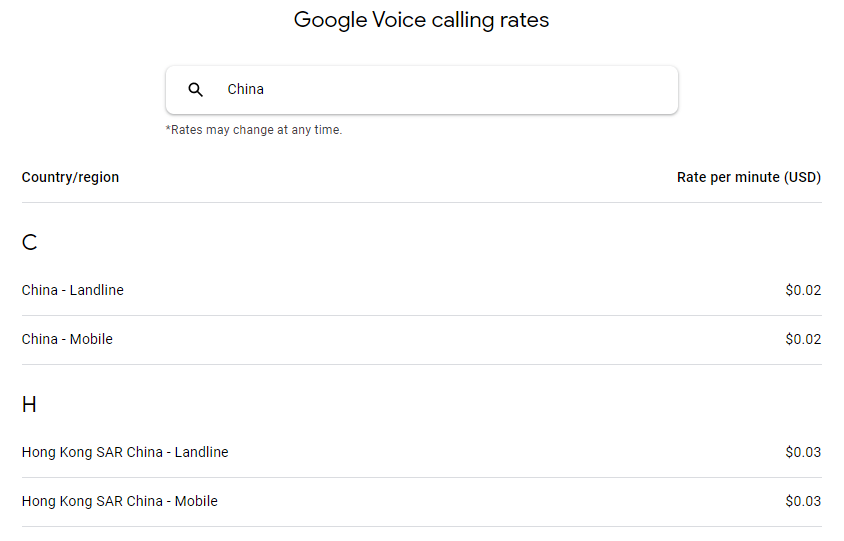 Google Voice calling rates
China
*Rates may change at any time.
Country/region Rate per minute (USD)
C
China - Landline $0.02
China - Mobile $0.02
H
Hong Kong SAR China - Landline $0.03
Hong Kong SAR China - Mobile $0.03